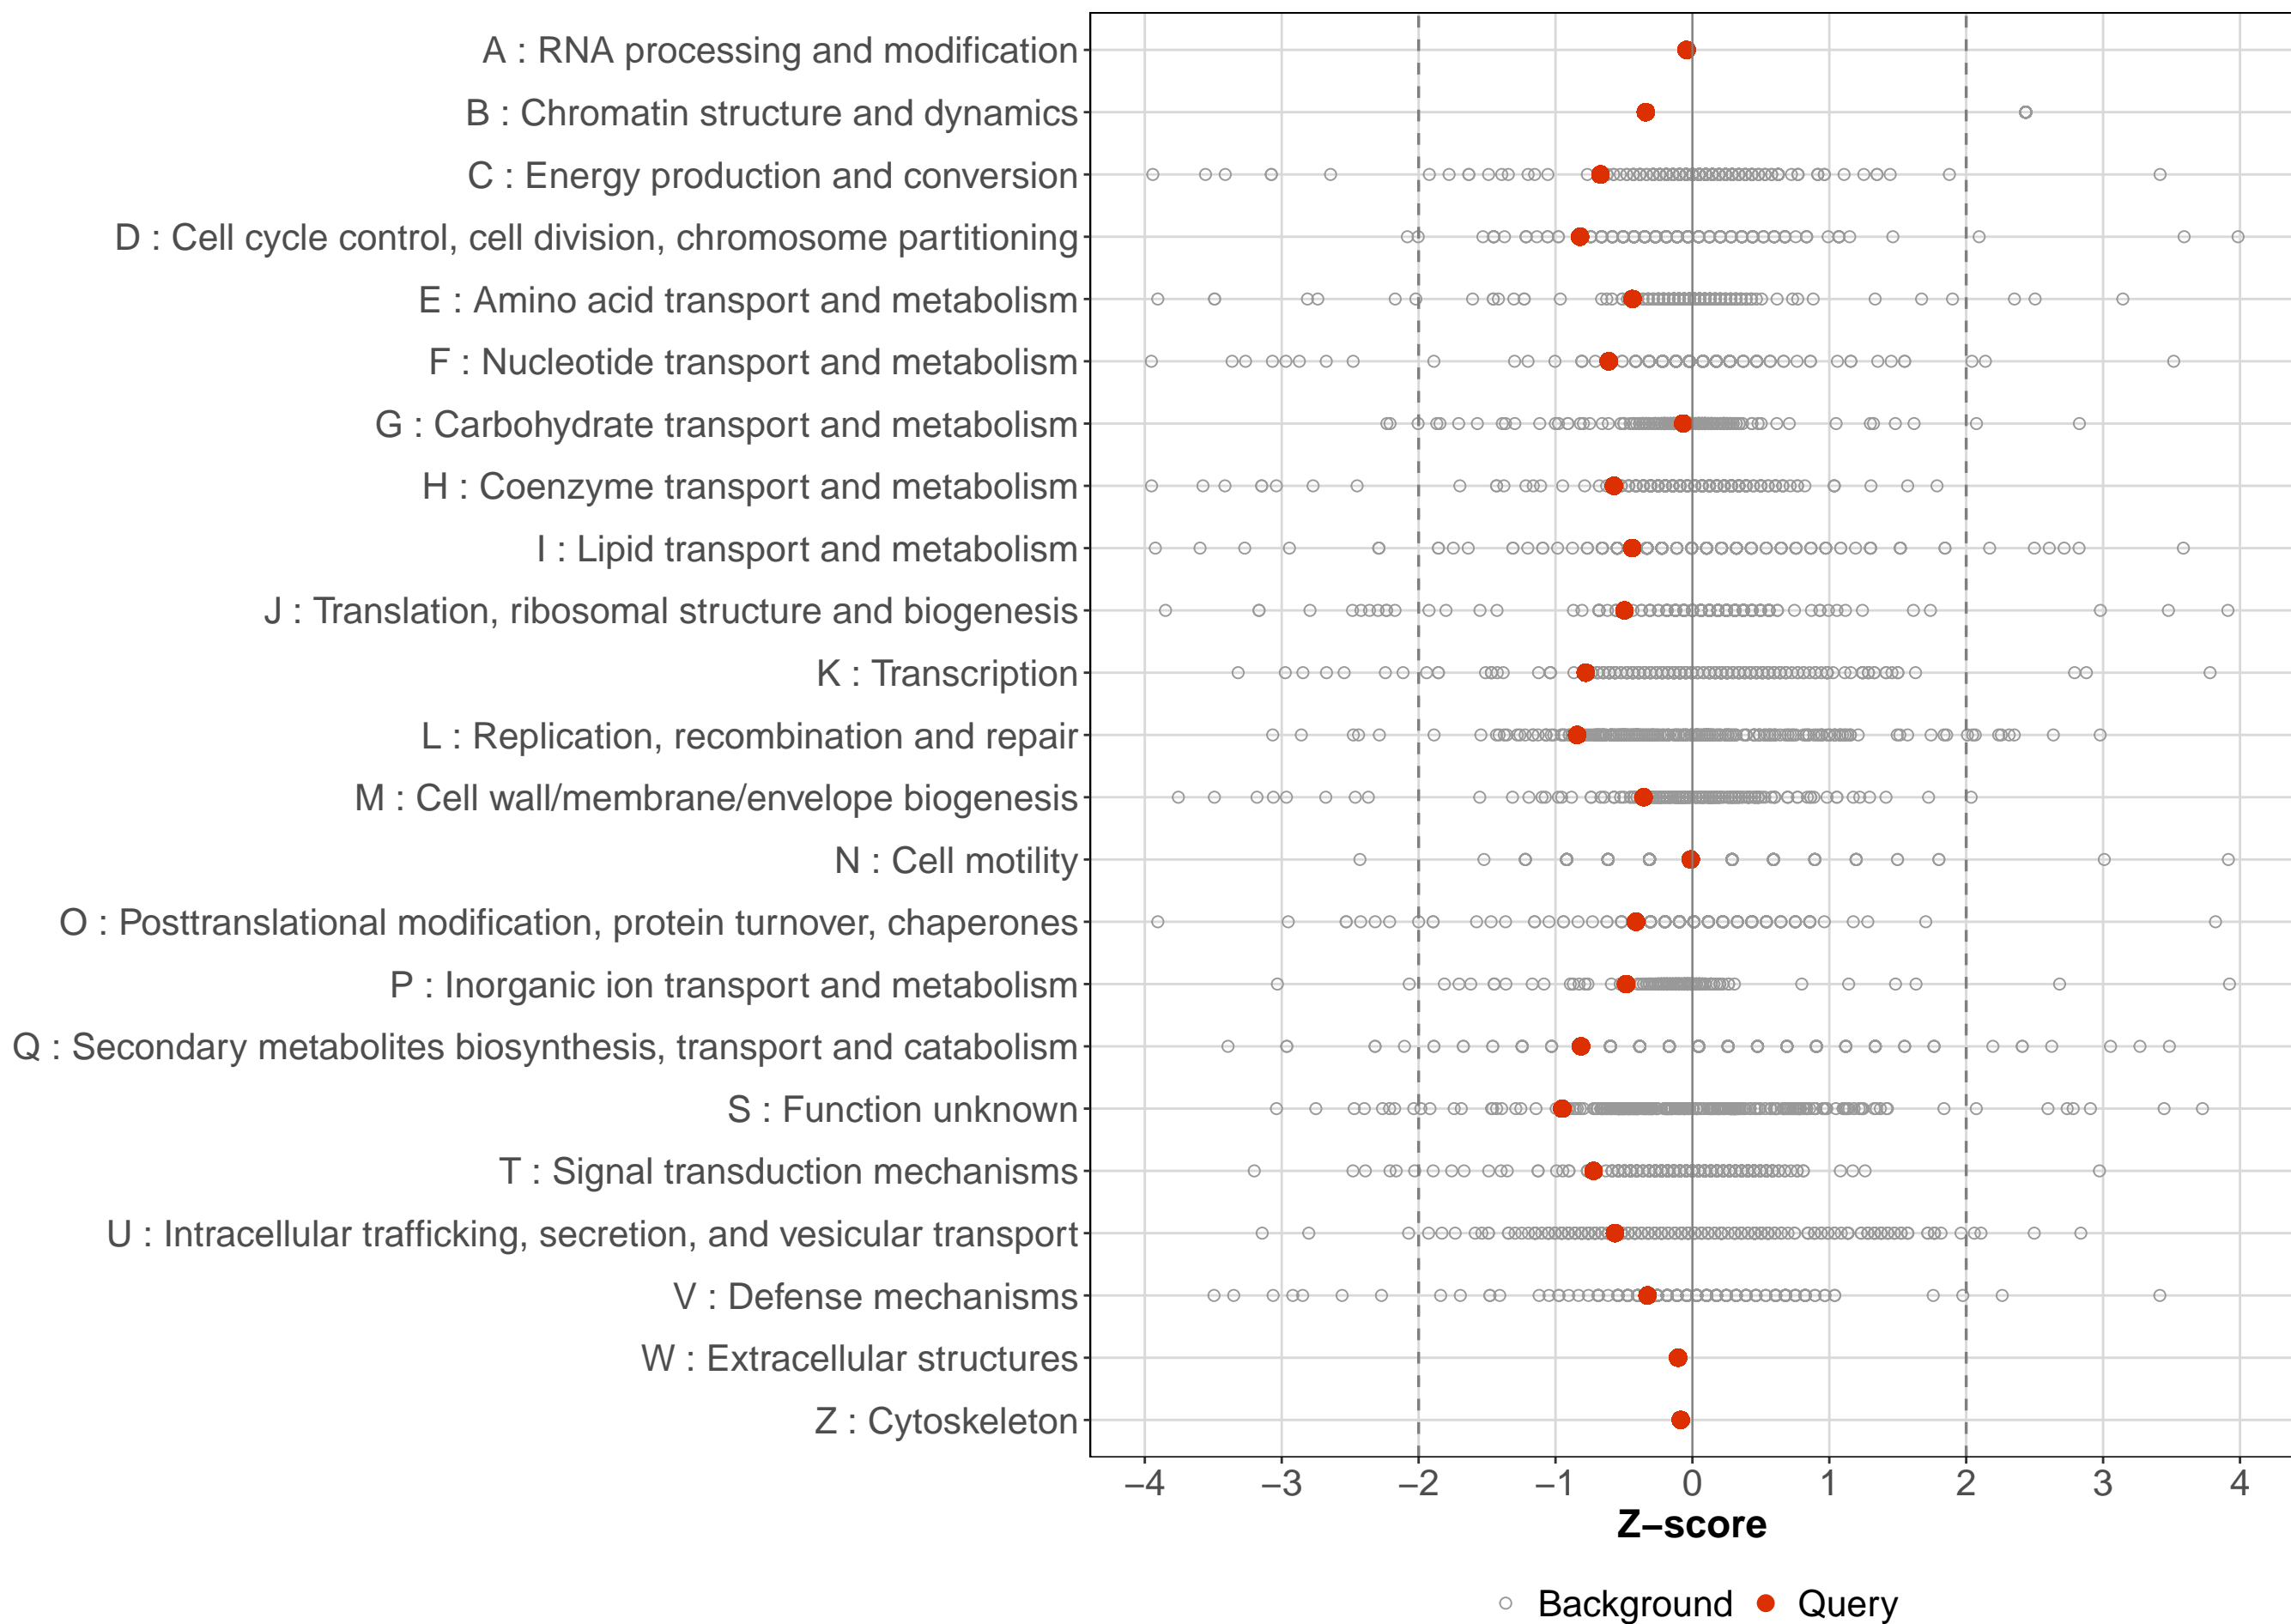 A : RNA processing and modification
B : Chromatin structure and dynamics
C : Energy production and conversion
D : Cell cycle control, cell division, chromosome partitioning
E : Amino acid transport and metabolism
F : Nucleotide transport and metabolism
G : Carbohydrate transport and metabolism
H : Coenzyme transport and metabolism
I : Lipid transport and metabolism
J : Translation, ribosomal structure and biogenesis
K : Transcription
L : Replication, recombination and repair
M : Cell wall/membrane/envelope biogenesis
N : Cell motility
O : Posttranslational modification, protein turnover, chaperones
P : Inorganic ion transport and metabolism
Q : Secondary metabolites biosynthesis, transport and catabolism
S : Function unknown
T : Signal transduction mechanisms
U : Intracellular trafficking, secretion, and vesicular transport
V : Defense mechanisms
W : Extracellular structures
Z : Cytoskeleton
−4 −3 −2 −1 0 1 2 3 4
Z−score
Background Query